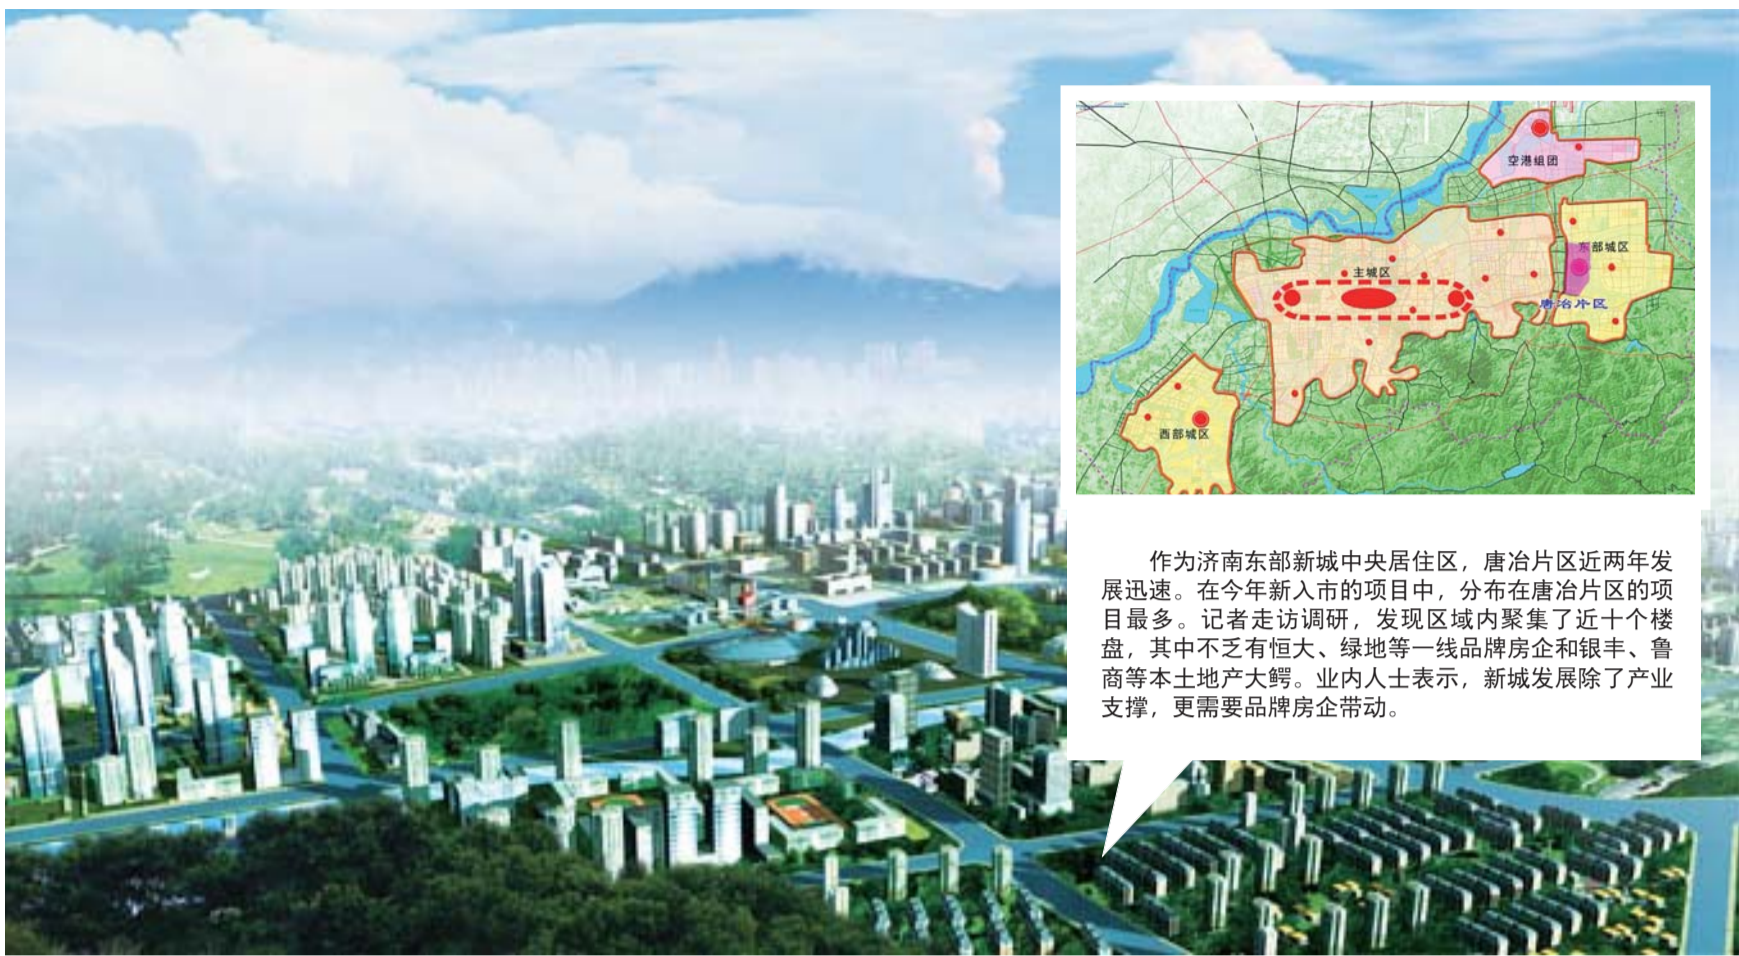 空港组团
东部城区
主城区
唐冶片区
西部城区
作为济南东部新城中央居住区，唐冶片区近两年发
展迅速。在今年新入市的项目中，分布在唐冶片区的项
目最多。记者走访调研，发现区域内聚集了近十个楼
盘，其中不乏有恒大、绿地等一线品牌房企和银丰、鲁
商等本土地产大鳄。业内人士表示，新城发展除了产业
支撑，更需要品牌房企带动。